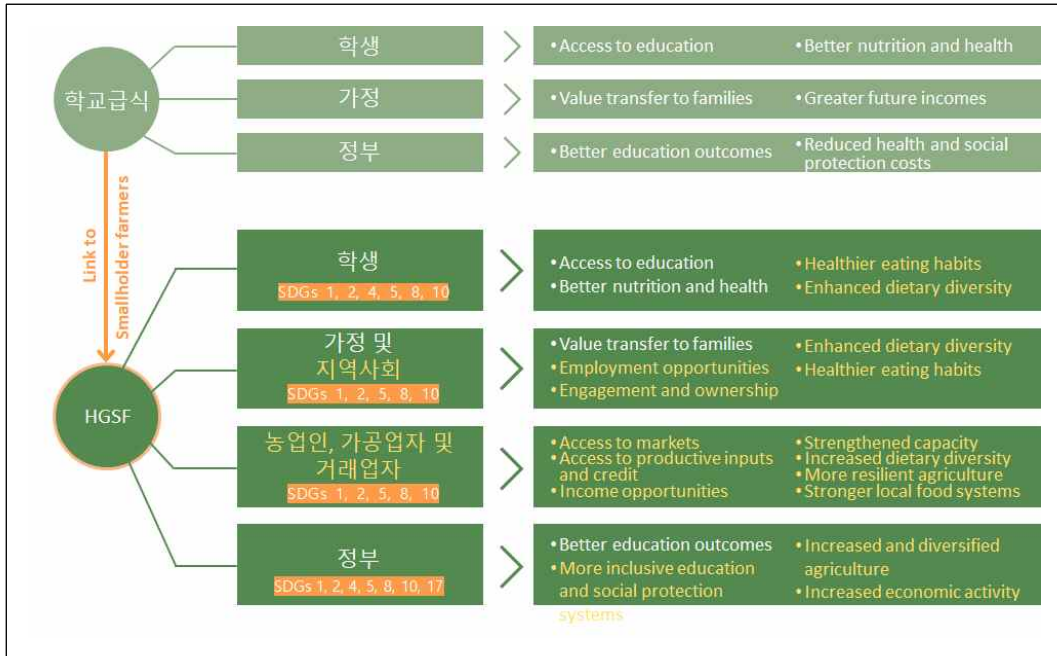 학교급식
학생
• Access to education
• Better nutrition and health
가정
• Value transfer to families
• Greater future incomes
정부
• Better education outcomes
• Reduced health and social
protection costs
Link to
Smallholder farmers
HGSF
학생
SDGs 1, 2, 4, 5, 8, 10
• Access to education
• Better nutrition and health
• Healthier eating habits
• Enhanced dietary diversity
가정 및
지역사회
SDGs 1, 2, 5, 8, 10
• Value transfer to families
• Employment opportunities
• Engagement and ownership
• Enhanced dietary diversity
• Healthier eating habits
농업인, 가공업자 및
거래업자
SDGs 1, 2, 5, 8, 10
• Access to markets
• Access to productive inputs
and credit
• Income opportunities
• Strengthened capacity
• Increased dietary diversity
• More resilient agriculture
• Stronger local food systems
정부
SDGs 1, 2, 4, 5, 8, 10, 17
• Better education outcomes
• More inclusive education
and social protection
systems
• Increased and diversified
agriculture
• Increased economic activity